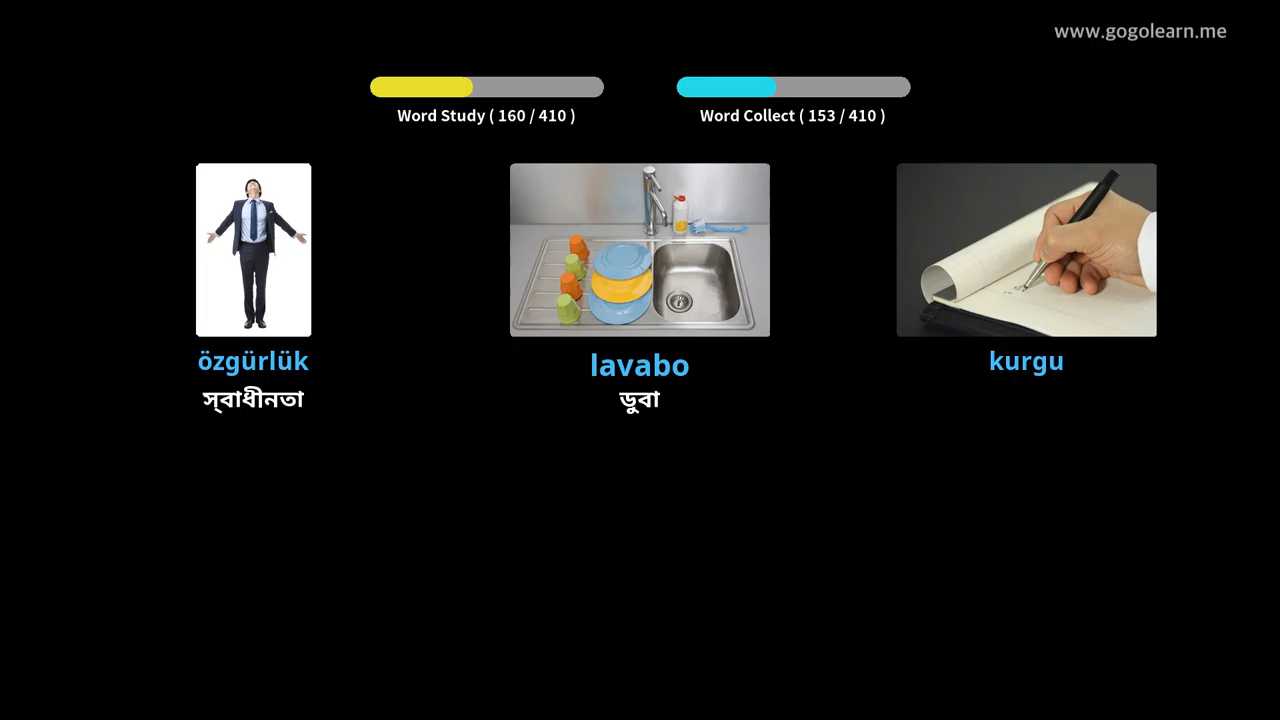 www.gogolearn.me
Word Study ( 160 / 410 )
Word Collect ( 153 / 410 )
özgürlük
lavabo
kurgu
স্বাধীনতা
ডুবা